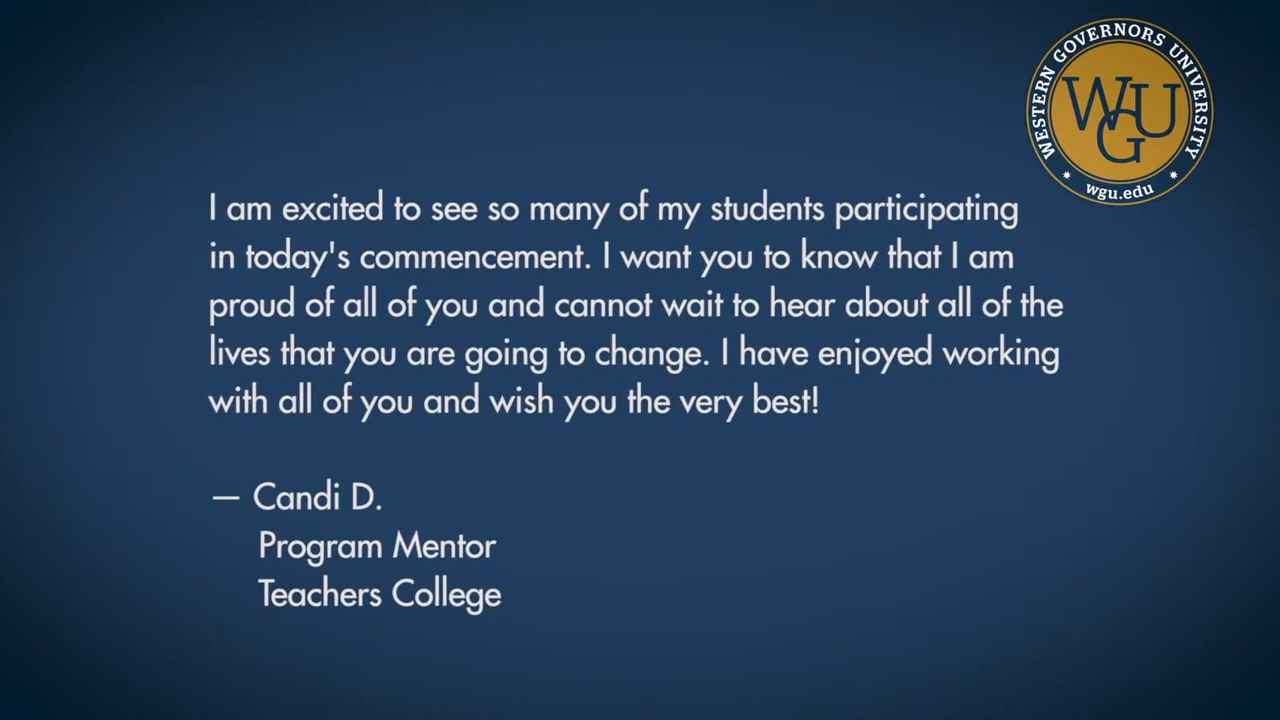 WESTERN GOVERNORS UNIVERSITY
WGU
wgu.edu
I am excited to see so many of my students participating
in today's commencement. I want you to know that I am
proud of all of you and cannot wait to hear about all of the
lives that you are going to change. I have enjoyed working
with all of you and wish you the very best!
— Candi D.
Program Mentor
Teachers College